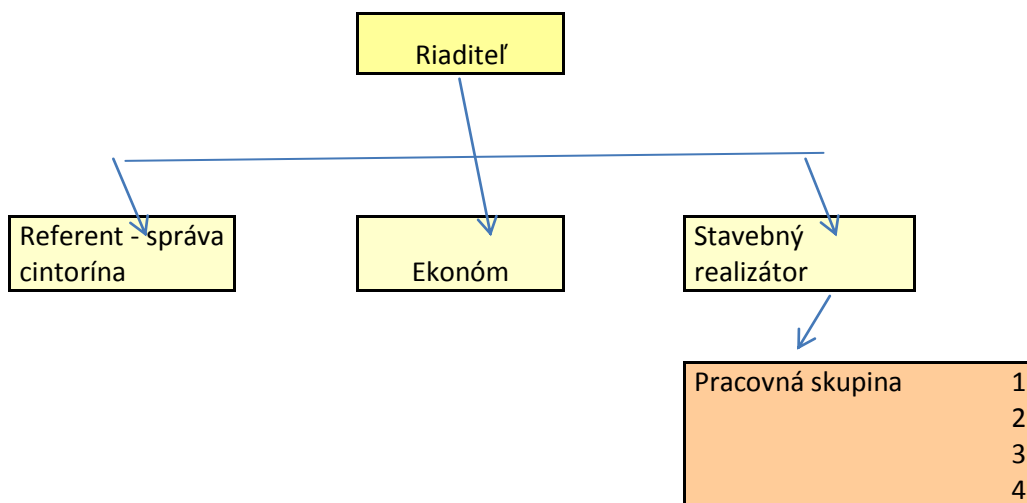 Riaditeľ
Referent - správa
cintorína
Ekonóm
Stavebný
realizátor
Pracovná skupina 1
2
3
4